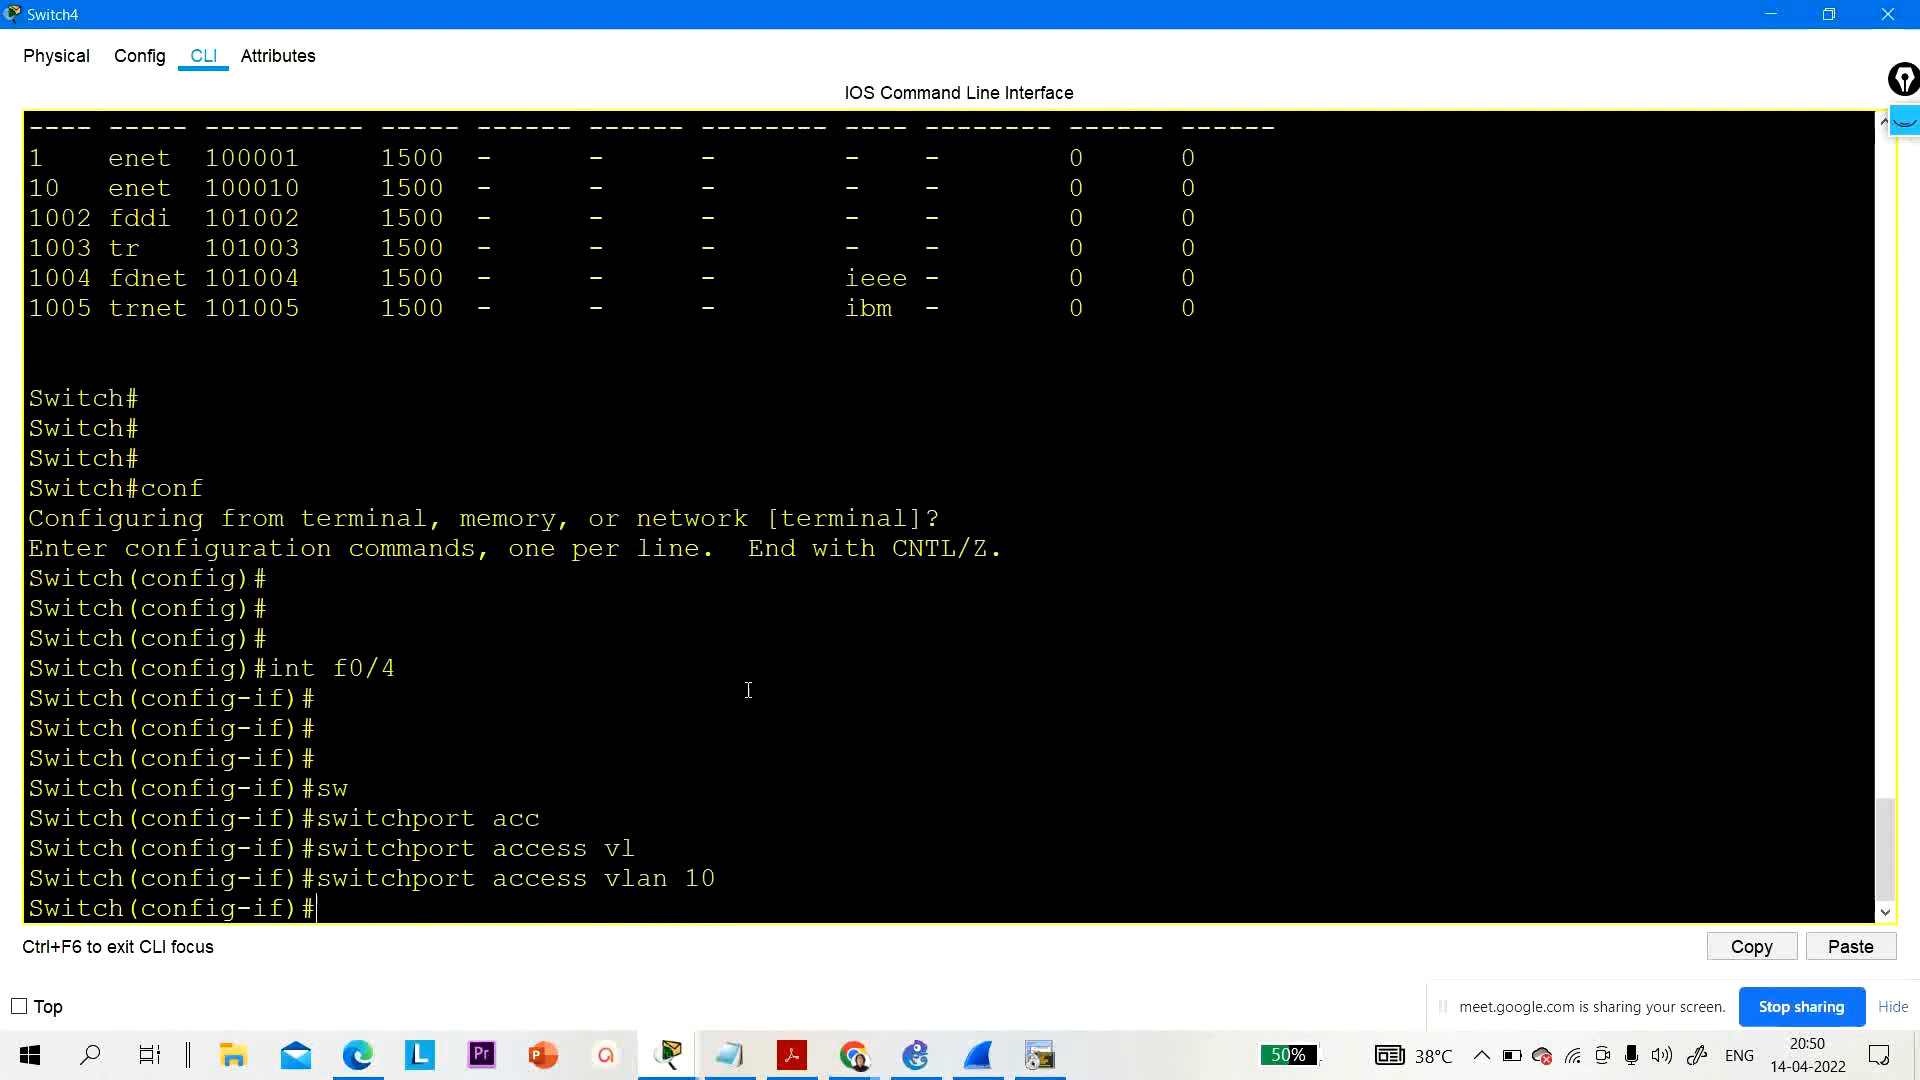 Switch4
Physical Config CLI Attributes
IOS Command Line Interface
---- ----- ---------- ----- ------ ------ -------- ---- -------- ------ ------
1 enet 100001 1500 - - - - - 0 0
10 enet 100010 1500 - - - - - 0 0
1002 fddi 101002 1500 - - - - - 0 0
1003 tr 101003 1500 - - - - - 0 0
1004 fdnet 101004 1500 - - - ieee - 0 0
1005 trnet 101005 1500 - - - ibm - 0 0
Switch#
Switch#
Switch#
Switch#conf
Configuring from terminal, memory, or network [terminal]?
Enter configuration commands, one per line. End with CNTL/Z.
Switch(config)#
Switch(config)#
Switch(config)#
Switch(config)#int f0/4
Switch(config-if)#
Switch(config-if)#
Switch(config-if)#
Switch(config-if)#sw
Switch(config-if)#switchport acc
Switch(config-if)#switchport access vl
Switch(config-if)#switchport access vlan 10
Switch(config-if)#
Ctrl+F6 to exit CLI focus
Copy Paste
Top
meet.google.com is sharing your screen. Stop sharing Hide
L Pr P a
50% 38°C ENG 20:50
14-04-2022